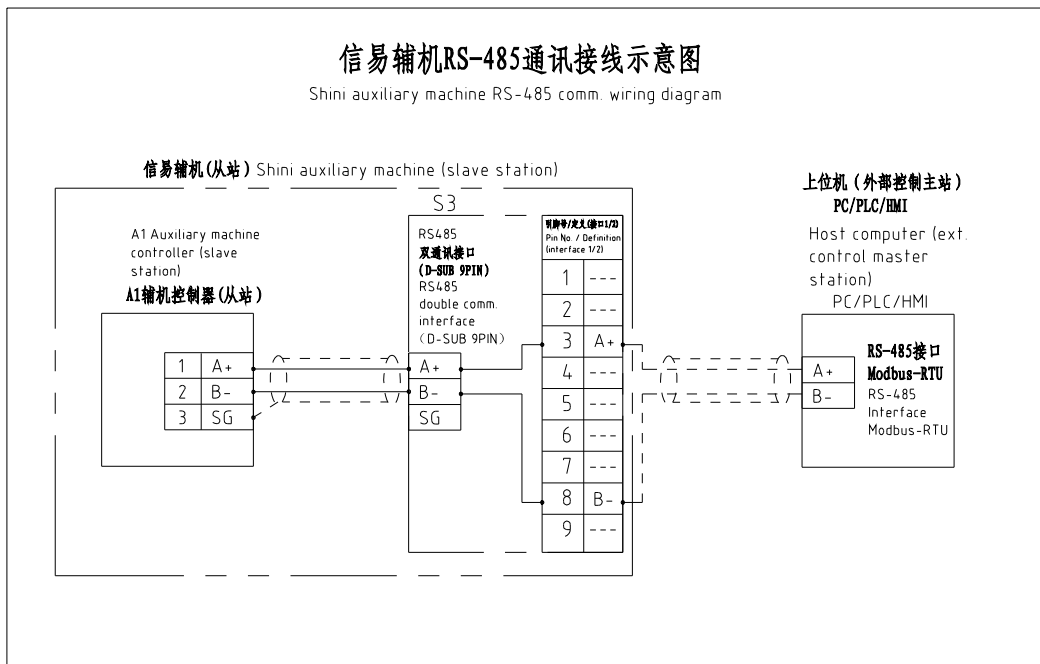 信易辅机RS-485通讯接线示意图
Shini auxiliary machine RS-485 comm. wiring diagram
信易辅机(从站) Shini auxiliary machine (slave station)
S3
A1 Auxiliary machine
controller (slave
station)
A1辅机控制器(从站)
1 A+
2 B-
3 SG
RS485
双通讯接口
(D-SUB 9PIN)
RS485
double comm.
interface
(D-SUB 9PIN)
A+
B-
SG
引脚号/定义(接口1/2)
Pin No. / Definition
(interface 1/2)
1 ---
2 ---
3 A+
4 ---
5 ---
6 ---
7 ---
8 B-
9 ---
上位机(外部控制主站)
PC/PLC/HMI
Host computer (ext.
control master
station)
PC/PLC/HMI
A+
B-
RS-485接口
Modbus-RTU
RS-485
Interface
Modbus-RTU